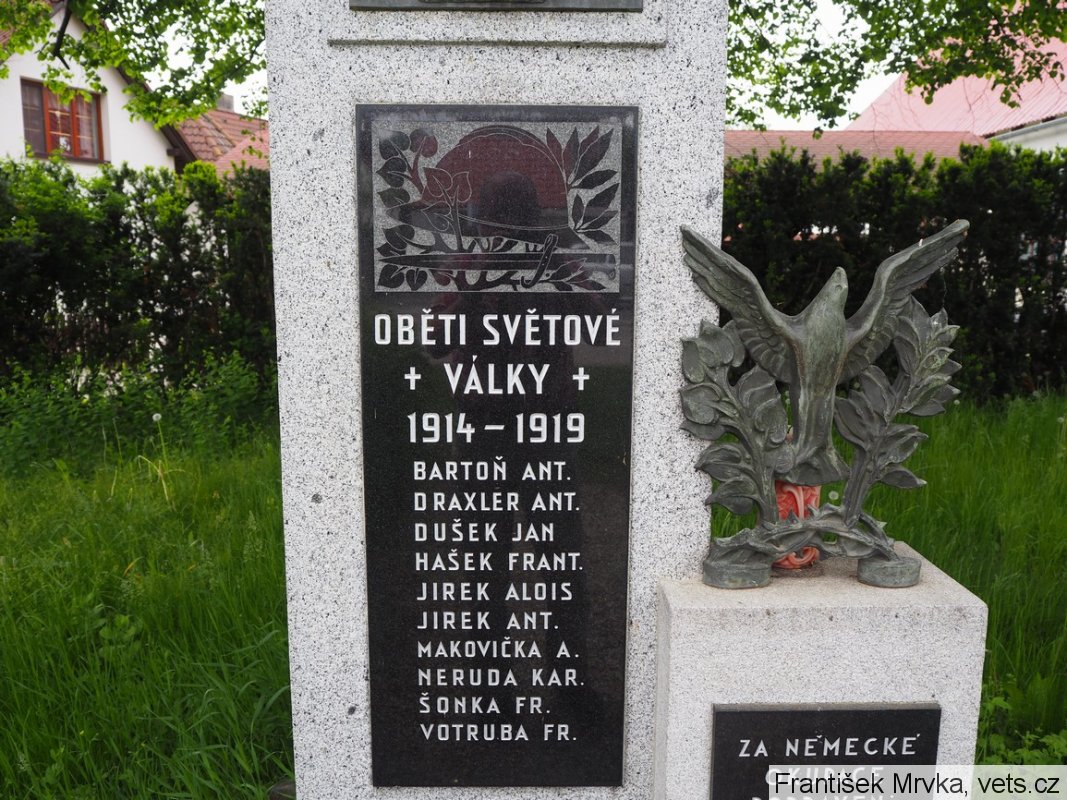 OBĚTI SVĚTOVÉ
+ VÁLKY +
1914 – 1919
BARTOŇ ANT.
DRAXLER ANT.
DUŠEK JAN
HAŠEK FRANT.
JIREK ALOIS
JIREK ANT.
MAKOVIČKA A.
NERUDA KAR.
ŠONKA FR.
VOTRUBA FR.
ZA NĚMECKÉ
František Mrvka, vets.cz